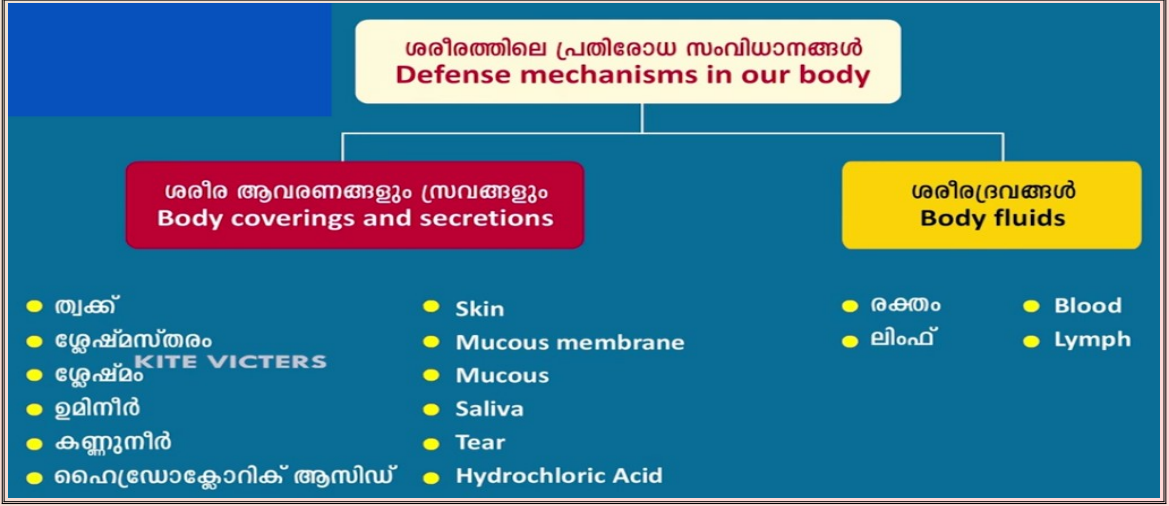 ശരീരത്തിലെ പ്രതിരോധ സംവിധാനങ്ങൾ
Defense mechanisms in our body
ശരീര ആവരണങ്ങളും സ്രവങ്ങളും
Body coverings and secretions
ത്വക്ക്
ശ്ലേഷ്മസ്തരം
KITE VICTERS
ശ്ലേഷ്മം
ഉമിനീർ
കണ്ണുനീർ
ഹൈഡ്രോക്ലോറിക് ആസിഡ്
Skin
Mucous membrane
Mucous
Saliva
Tear
Hydrochloric Acid
ശരീരദ്രവങ്ങൾ
Body fluids
രക്തം
ലിംഫ്
Blood
Lymph